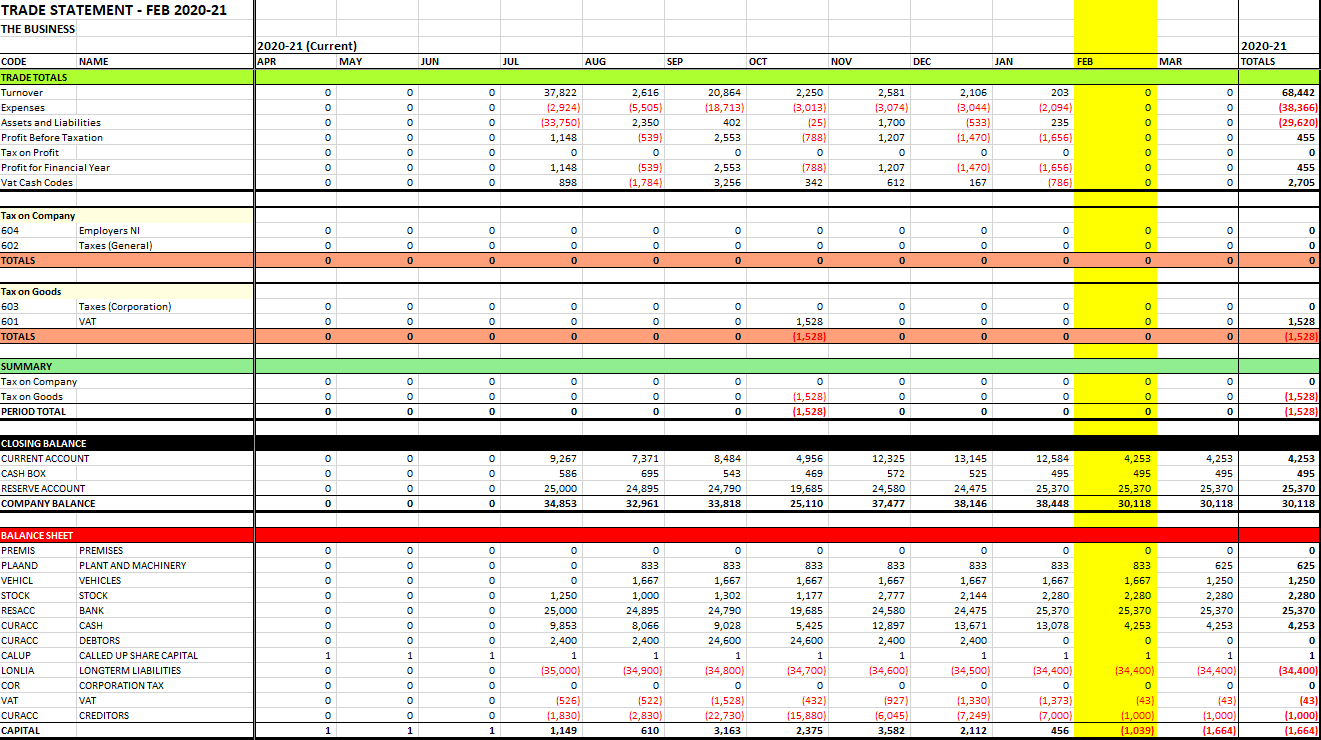 TRADE STATEMENT - FEB 2020-21
THE BUSINESS
2020-21 (Current) 2020-21
CODE NAME APR MAY JUN JUL AUG SEP OCT NOV DEC JAN FEB MAR TOTALS
TRADE TOTALS
Turnover 0 0 0 37,822 2,616 20,864 2,250 2,581 2,106 203 0 0 68,442
Expenses 0 0 0 (2,924) (5,505) (18,713) (3,013) (3,074) (3,044) (2,094) 0 0 (38,366)
Assets and Liabilities 0 0 0 (33,750) 2,350 402 (25) 1,700 (533) 235 0 0 (29,620)
Profit Before Taxation 0 0 0 1,148 (539) 2,553 (788) 1,207 (1,470) (1,656) 0 0 455
Tax on Profit 0 0 0 0 0 0 0 0 0 0 0 0 0
Profit for Financial Year 0 0 0 1,148 (539) 2,553 (788) 1,207 (1,470) (1,656) 0 0 455
Vat Cash Codes 0 0 0 898 (1,784) 3,256 342 612 167 (786) 0 0 2,705
Tax on Company
604 Employers NI 0 0 0 0 0 0 0 0 0 0 0 0 0
602 Taxes (General) 0 0 0 0 0 0 0 0 0 0 0 0 0
TOTALS 0 0 0 0 0 0 0 0 0 0 0 0 0
Tax on Goods
603 Taxes (Corporation) 0 0 0 0 0 0 0 0 0 0 0 0 0
601 VAT 0 0 0 0 0 0 1,528 0 0 0 0 0 1,528
TOTALS 0 0 0 0 0 0 (1,528) 0 0 0 0 0 (1,528)
SUMMARY
Tax on Company 0 0 0 0 0 0 0 0 0 0 0 0 0
Tax on Goods 0 0 0 0 0 0 (1,528) 0 0 0 0 0 (1,528)
PERIOD TOTAL 0 0 0 0 0 0 (1,528) 0 0 0 0 0 (1,528)
CLOSING BALANCE
CURRENT ACCOUNT 0 0 0 9,267 7,371 8,484 4,956 12,325 13,145 12,584 4,253 4,253 4,253
CASH BOX 0 0 0 586 695 543 469 572 525 495 495 495 495
RESERVE ACCOUNT 0 0 0 25,000 24,895 24,790 19,685 24,580 24,475 25,370 25,370 25,370 25,370
COMPANY BALANCE 0 0 0 34,853 32,961 33,818 25,110 37,477 38,146 38,448 30,118 30,118 30,118
BALANCE SHEET
PREMIS PREMISES 0 0 0 0 0 0 0 0 0 0 0 0 0
PLAAND PLANT AND MACHINERY 0 0 0 0 833 833 833 833 833 833 833 625 625
VEHICL VEHICLES 0 0 0 0 1,667 1,667 1,667 1,667 1,667 1,667 1,667 1,250 1,250
STOCK STOCK 0 0 0 1,250 1,000 1,302 1,177 2,777 2,144 2,280 2,280 2,280 2,280
RESACC BANK 0 0 0 25,000 24,895 24,790 19,685 24,580 24,475 25,370 25,370 25,370 25,370
CURACC CASH 0 0 0 9,853 8,066 9,028 5,425 12,897 13,671 13,078 4,253 4,253 4,253
CURACC DEBTORS 0 0 0 2,400 2,400 24,600 24,600 2,400 2,400 0 0 0 0
CALUP CALLED UP SHARE CAPITAL 1 1 1 1 1 1 1 1 1 1 1 1 1
LONLIA LONGTERM LIABILITIES 0 0 0 (35,000) (34,900) (34,800) (34,700) (34,600) (34,500) (34,400) (34,400) (34,400) (34,400)
COR CORPORATION TAX 0 0 0 0 0 0 0 0 0 0 0 0 0
VAT VAT 0 0 0 (526) (522) (1,528) (432) (927) (1,330) (1,373) (43) (43) (43)
CURACC CREDITORS 0 0 0 (1,830) (2,830) (22,730) (15,880) (6,045) (7,249) (7,000) (1,000) (1,000) (1,000)
CAPITAL 1 1 1 1,149 610 3,163 2,375 3,582 2,112 456 (1,039) (1,664) (1,664)